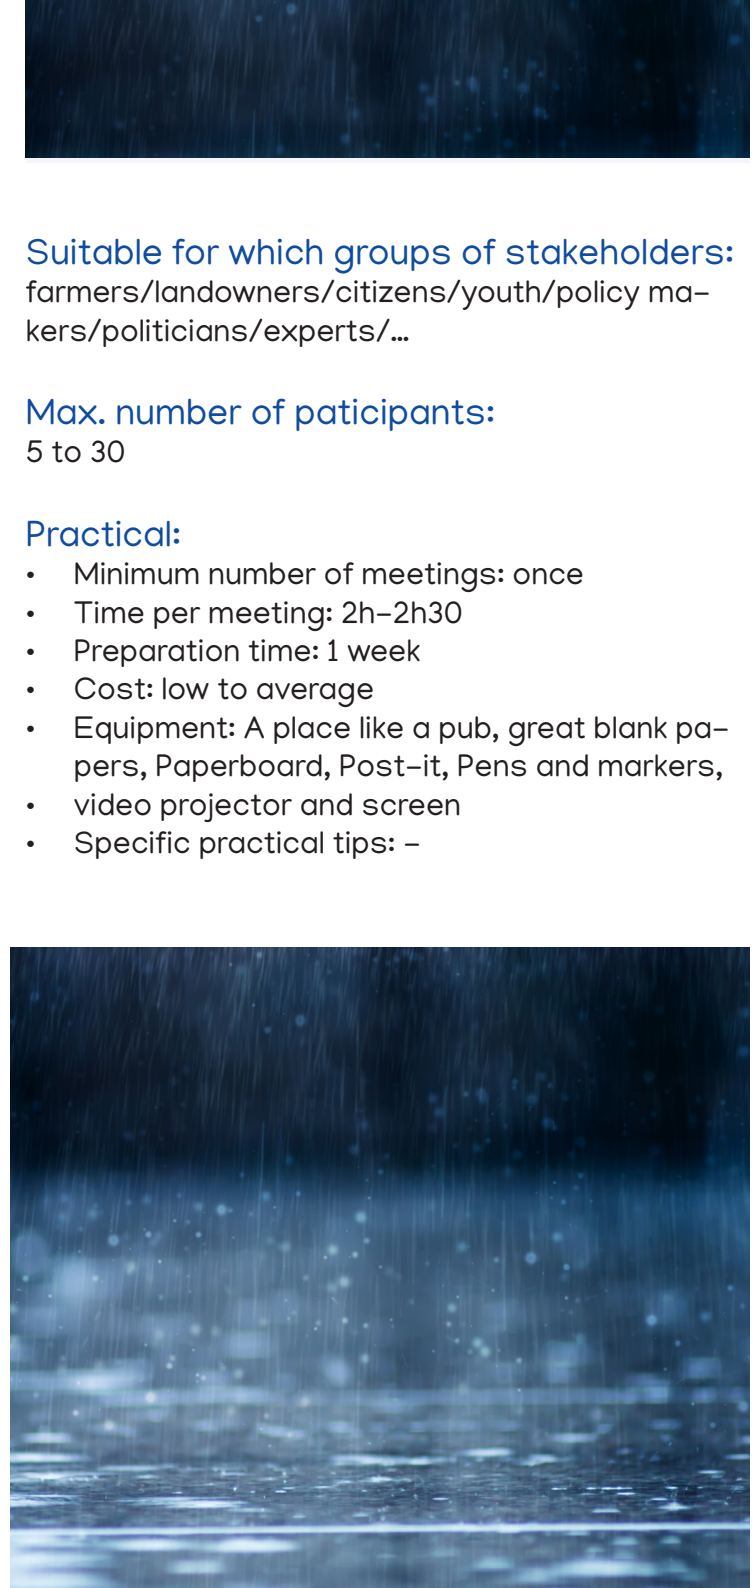 Suitable for which groups of stakeholders:
farmers/landowners/citizens/youth/policy ma-
kers/politicians/experts/...
Max. number of paticipants:
5 to 30
Practical:
• Minimum number of meetings: once
• Time per meeting: 2h-2h30
• Preparation time: 1 week
• Cost: low to average
• Equipment: A place like a pub, great blank pa-
pers, Paperboard, Post-it, Pens and markers,
• video projector and screen
• Specific practical tips: -